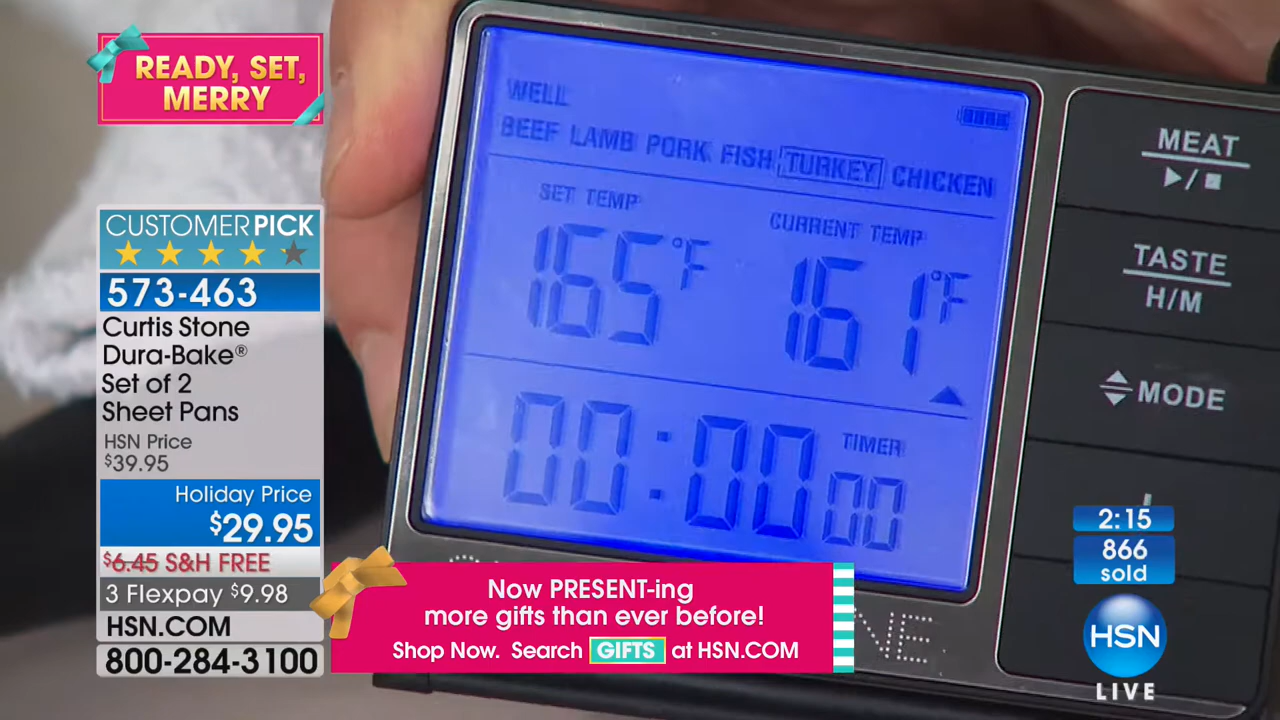 READY, SET,
MERRY
CUSTOMER PICK
573-463
Curtis Stone
Dura-Bake®
Set of 2
Sheet Pans
HSN Price
$39.95
Holiday Price
$29.95
$6.45 S&H FREE
3 Flexpay $9.98
HSN.COM
800-284-3100
WELL
BEEF LAMB PORK FISH TURKEY CHICKEN
SET TEMP
165°F
CURRENT TEMP
161°F
TIMER
00:00 00
MEAT
▶/■
TASTE
H/M
MODE
Now PRESENT-ing
more gifts than ever before!
Shop Now. Search GIFTS at HSN.COM
2:15
866
sold
HSN
LIVE